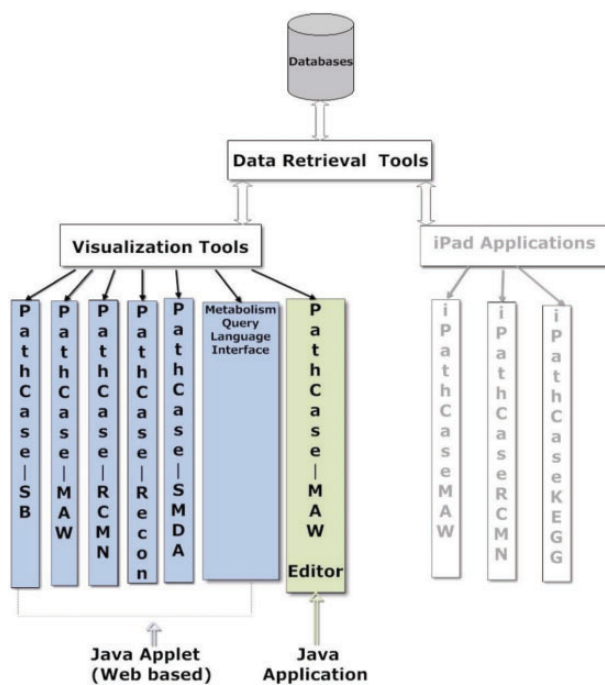 Databases
Data Retrieval Tools
Visualization Tools
iPad Applications
PathCase-SB
PathCase-MAW
PathCase-RCMN
PathCase-Recon
PathCase-SMDA
Metabolism
Query
Language
Interface
PathCase-MAW
Editor
iPathCaseMAW
iPathCaseRCMN
iPathCaseKEGG
Java Applet
(Web based)
Java
Application